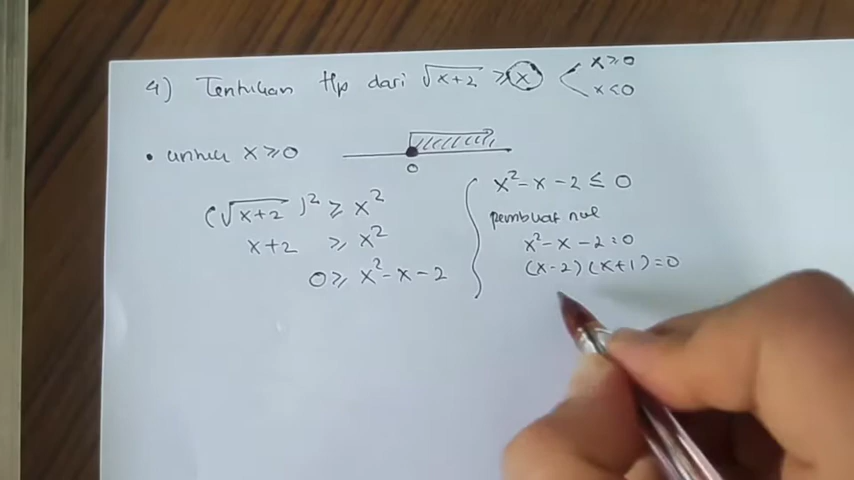 4) Tentukan Hp dari √x+2 ≥ x
x ≥ 0
x < 0
• untuk x ≥ 0
0
(√x+2)² ≥ x²
x+2 ≥ x²
0 ≥ x² - x - 2
x² - x - 2 ≤ 0
pembuat nol
x² - x - 2 = 0
(x-2)(x+1) = 0